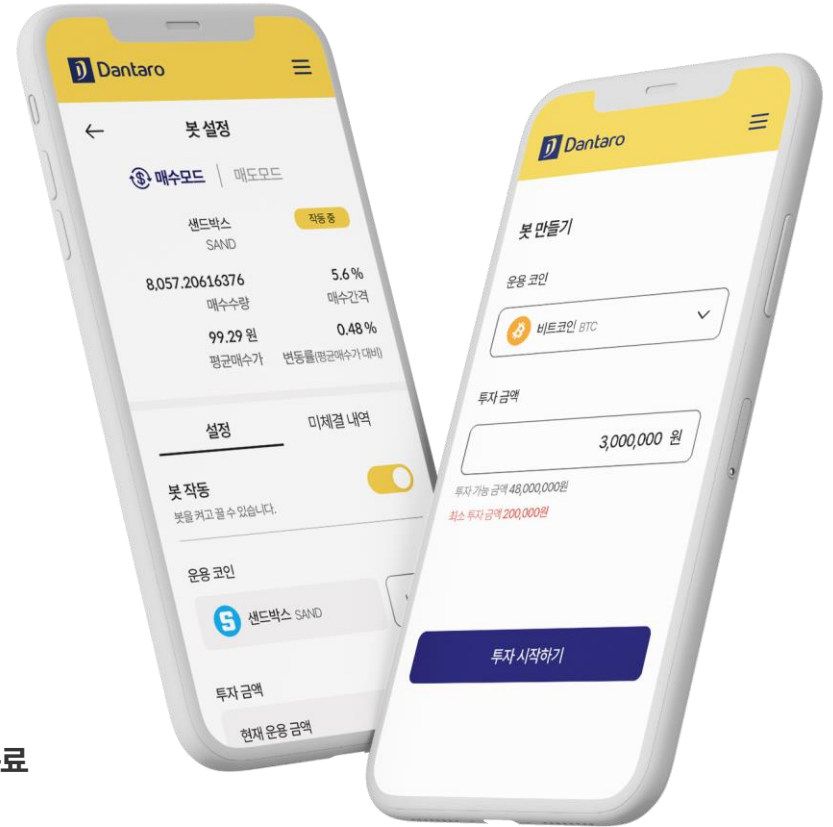 Dantaro
봇 설정
매수모드 | 매도모드
샌드박스 작동 중
SAND
8,057.20616376 5.6 %
매수수량 매수간격
99.29 원 0.48 %
평균매수가 변동률(평균매수가 대비)
설정 미체결 내역
봇 작동
봇을 켜고 끌 수 있습니다.
운용 코인
샌드박스 SAND
투자 금액
현재 운용 금액
Dantaro
봇 만들기
운용 코인
비트코인 BTC
투자 금액
3,000,000 원
투자 가능 금액 48,000,000원
최소 투자 금액 200,000원
투자 시작하기
료